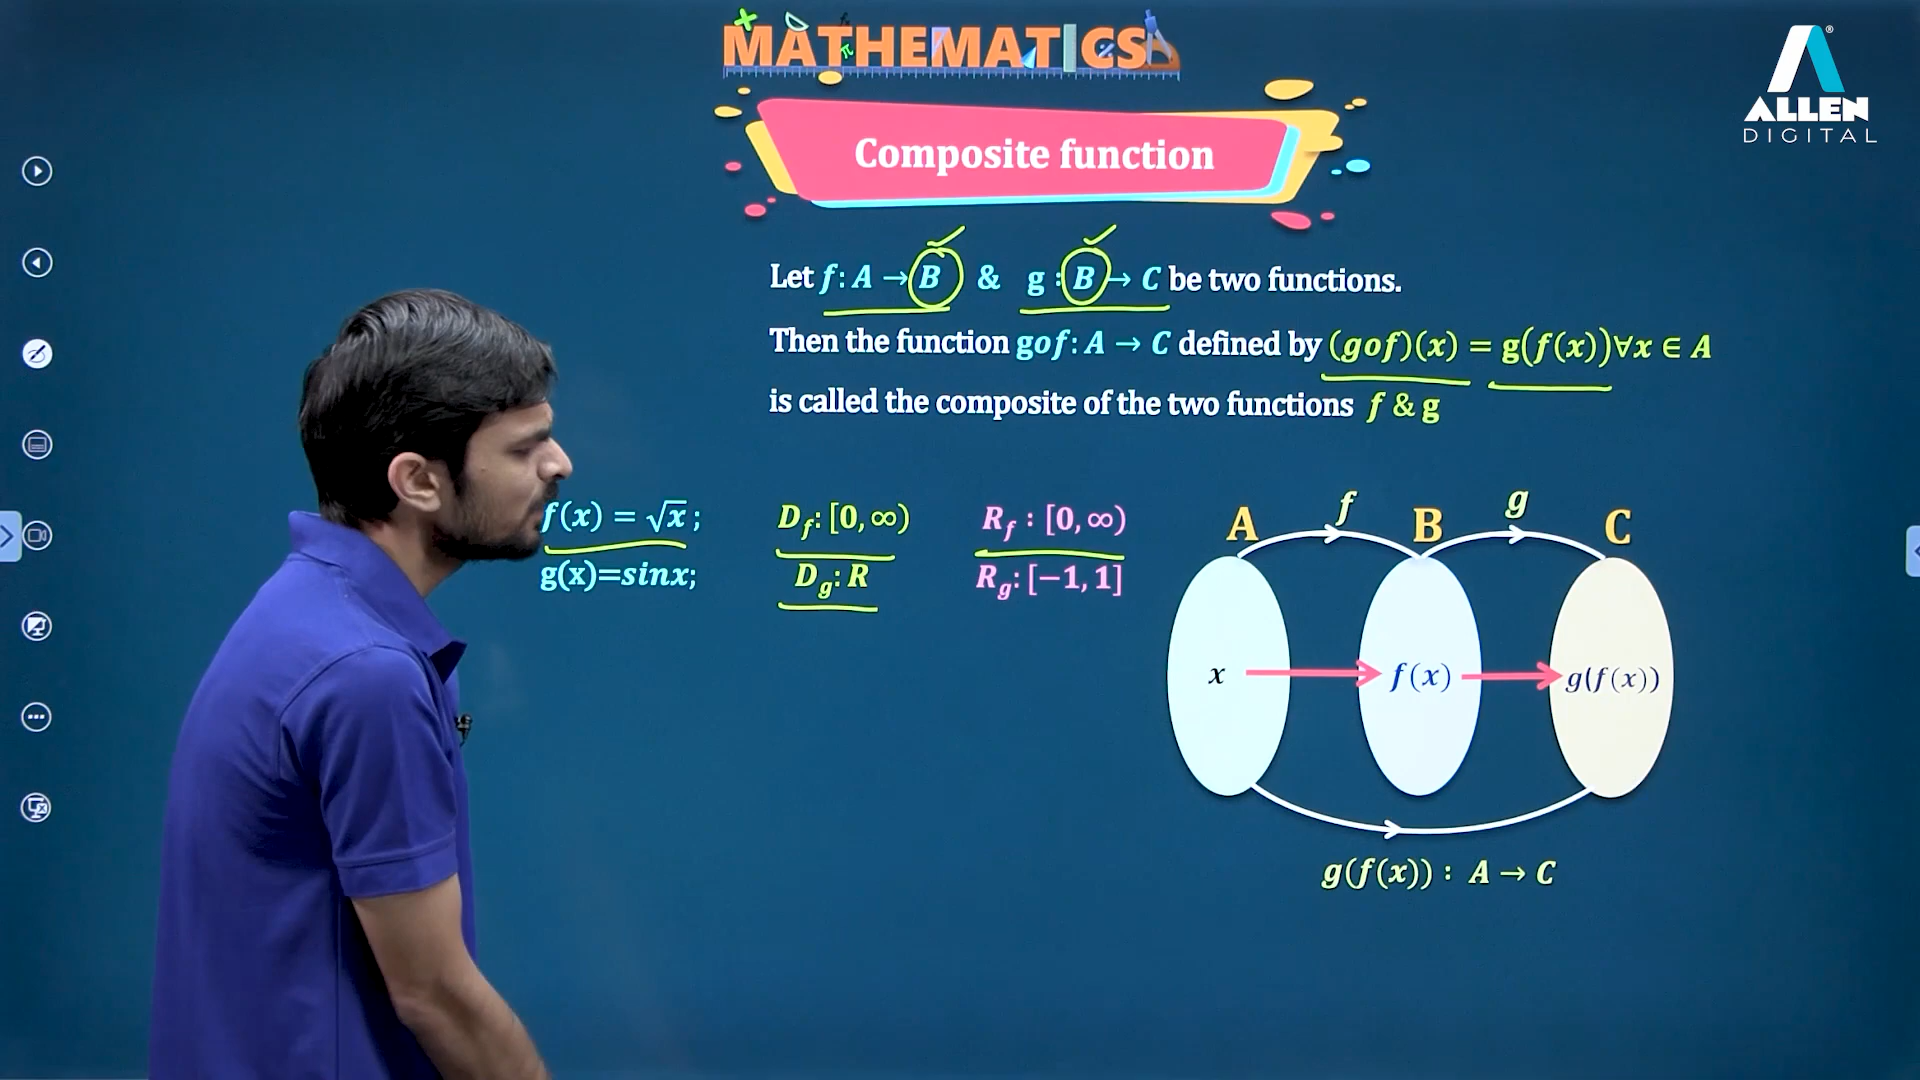 MATHEMATICS
ALLEN
DIGITAL
Composite function
Let f: A → B & g : B → C be two functions.
Then the function gof: A → C defined by (gof)(x) = g(f(x))∀x ∈ A
is called the composite of the two functions f & g
f(x) = √x ; D_f: [0, ∞) R_f : [0, ∞)
g(x)=sinx; D_g: R R_g: [−1, 1]
A f B g C
x f(x) g(f(x))
g(f(x)) : A → C